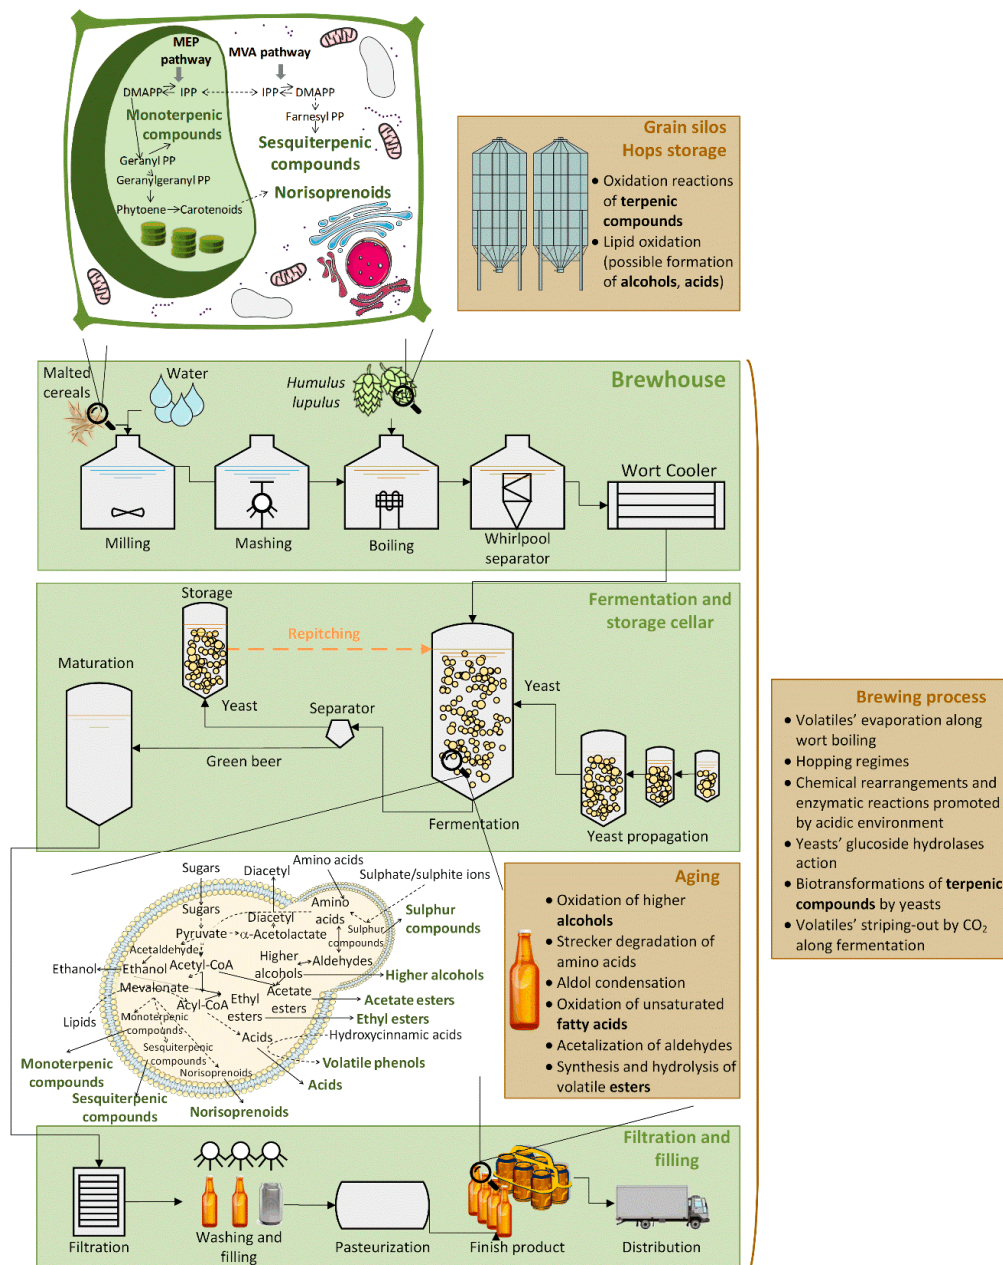 MEP
pathway
MVA pathway
DMAPP
IPP
IPP
DMAPP
Monoterpenic
compounds
Farnesyl PP
Sesquiterpenic
compounds
Geranyl PP
Geranylgeranyl PP
Norisoprenoids
Phytoene
Carotenoids
Grain silos
Hops storage
● Oxidation reactions
of terpenic
compounds
● Lipid oxidation
(possible formation
of alcohols, acids)
Malted
cereals
Water
Humulus
lupulus
Brewhouse
Wort Cooler
Milling
Mashing
Boiling
Whirlpool
separator
Fermentation and
storage cellar
Storage
Repitching
Maturation
Yeast
Separator
Yeast
Green beer
Fermentation
Yeast propagation
Brewing process
● Volatiles' evaporation along
wort boiling
● Hopping regimes
● Chemical rearrangements and
enzymatic reactions promoted
by acidic environment
● Yeasts' glucoside hydrolases
action
● Biotransformations of terpenic
compounds by yeasts
● Volatiles' striping-out by CO₂
along fermentation
Sugars
Diacetyl
Amino acids
Sulphate/sulphite ions
Sugars
Diacetyl
Amino
acids
Sulphur
compounds
Sulphur
compounds
Pyruvate
α-Acetolactate
Acetaldehyde
Higher
alcohols
Aldehydes
Ethanol
Ethanol
Acetyl-CoA
Higher alcohols
Mevalonate
Acyl-CoA
Ethyl
esters
Acetate
esters
Acetate esters
Ethyl esters
Lipids
Monoterpenic
compounds
Acids
Hydroxycinnamic acids
Sesquiterpenic
compounds
Norisoprenoids
Volatile phenols
Monoterpenic
compounds
Acids
Sesquiterpenic
compounds
Norisoprenoids
Aging
● Oxidation of higher
alcohols
● Strecker degradation of
amino acids
● Aldol condensation
● Oxidation of unsaturated
fatty acids
● Acetalization of aldehydes
● Synthesis and hydrolysis of
volatile esters
Filtration and
filling
Filtration
Washing and
filling
Pasteurization
Finish product
Distribution